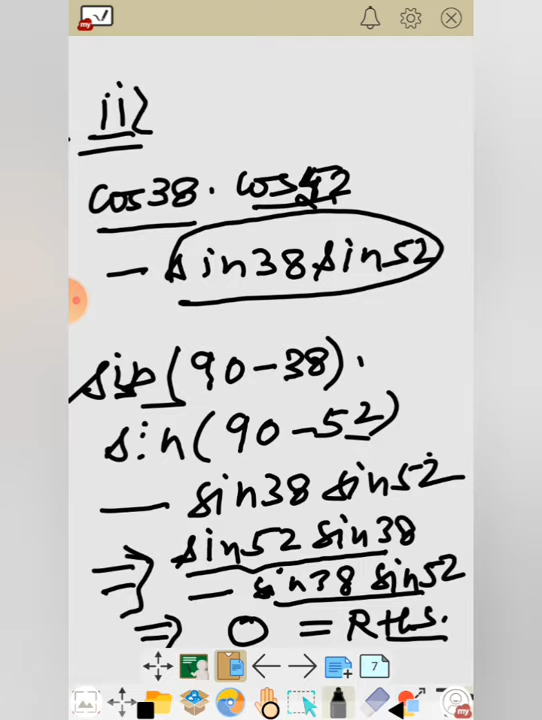 ii}
cos38 . cos52
— sin38 sin52
sin(90-38).
sin(90-52)
— sin38 sin52
⇒ sin52 sin38
— sin38 sin52
⇒ 0 = RHS.
7
my